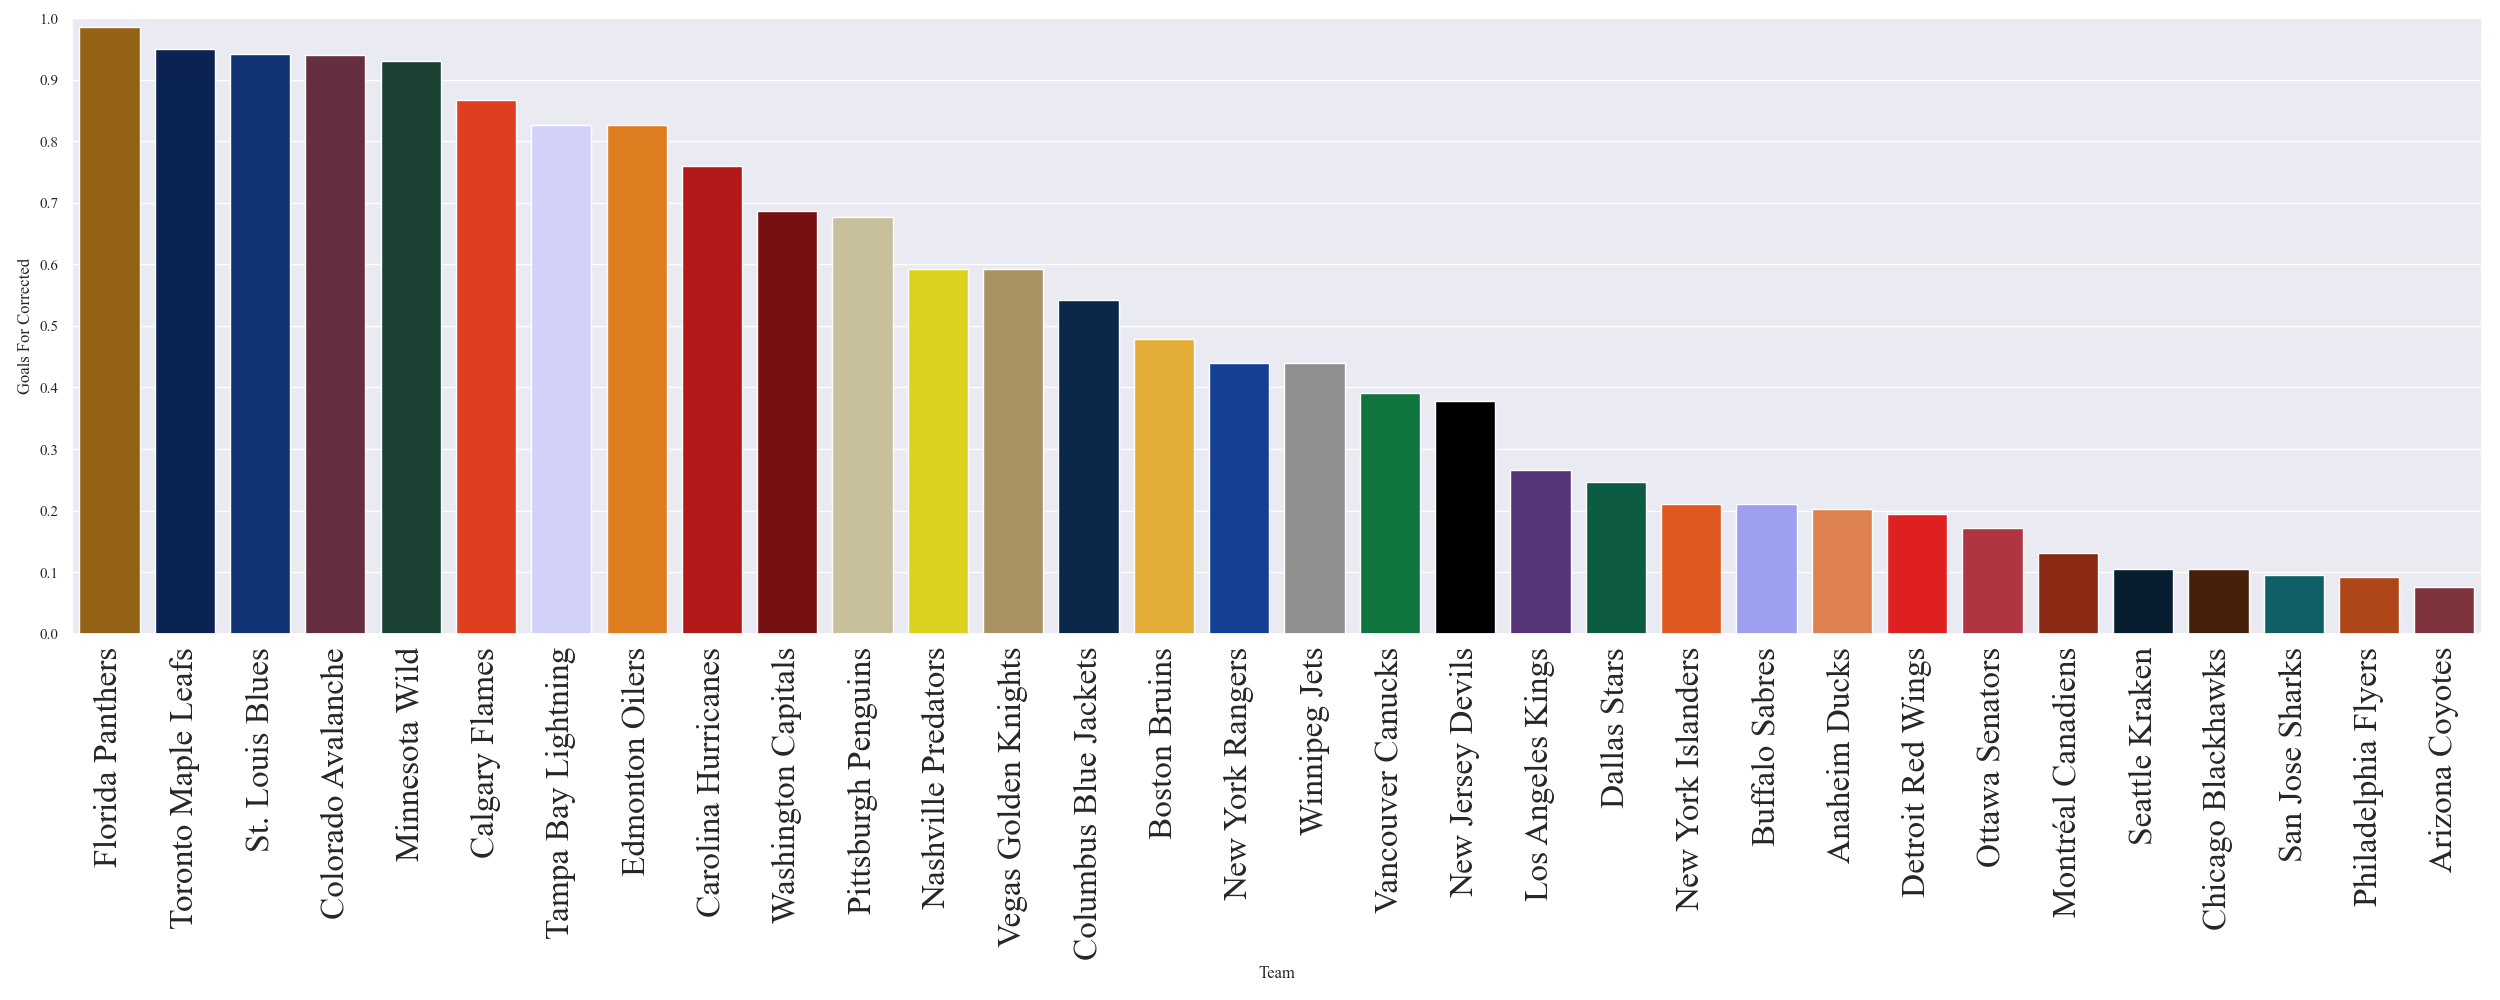 1.0
0.9
0.8
0.7
0.6
0.5
0.4
0.3
0.2
0.1
0.0
Goals For Corrected
Florida Panthers
Toronto Maple Leafs
St. Louis Blues
Colorado Avalanche
Minnesota Wild
Calgary Flames
Tampa Bay Lightning
Edmonton Oilers
Carolina Hurricanes
Washington Capitals
Pittsburgh Penguins
Nashville Predators
Vegas Golden Knights
Columbus Blue Jackets
Boston Bruins
New York Rangers
Winnipeg Jets
Vancouver Canucks
New Jersey Devils
Los Angeles Kings
Dallas Stars
New York Islanders
Buffalo Sabres
Anaheim Ducks
Detroit Red Wings
Ottawa Senators
Montréal Canadiens
Seattle Kraken
Chicago Blackhawks
San Jose Sharks
Philadelphia Flyers
Arizona Coyotes
Team